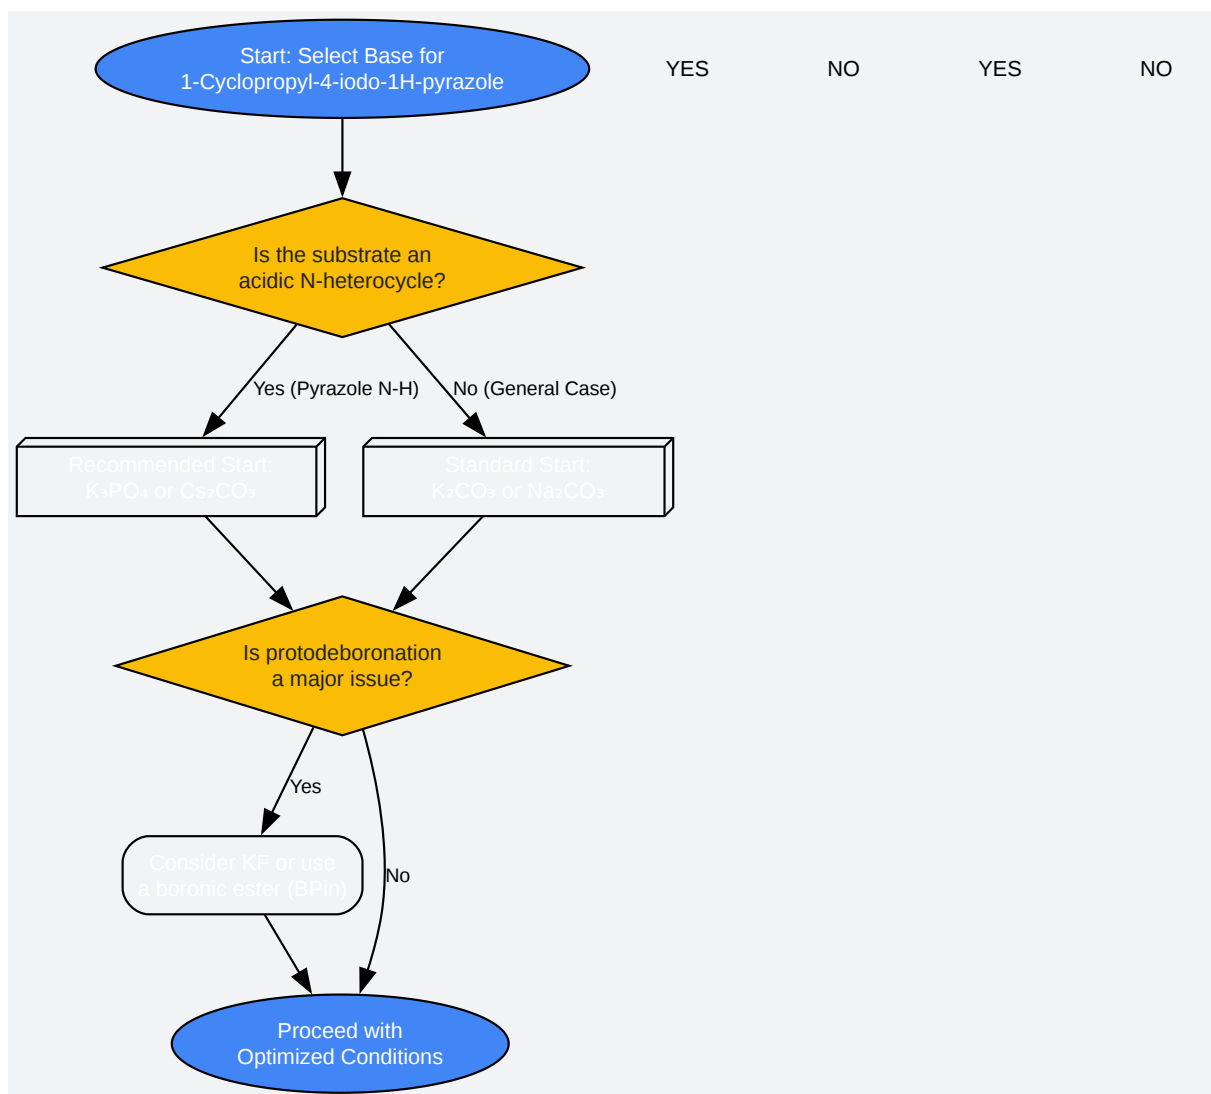 Start: Select Base for
1-Cyclopropyl-4-iodo-1H-pyrazole
YES
NO
YES
NO
Is the substrate an
acidic N-heterocycle?
Yes (Pyrazole N-H)
No (General Case)
Recommended Start:
K₃PO₄ or Cs₂CO₃
Standard Start:
K₂CO₃ or Na₂CO₃
Is protodeboronation
a major issue?
Yes
Consider KF or use
a boronic ester (BPin)
No
Proceed with
Optimized Conditions